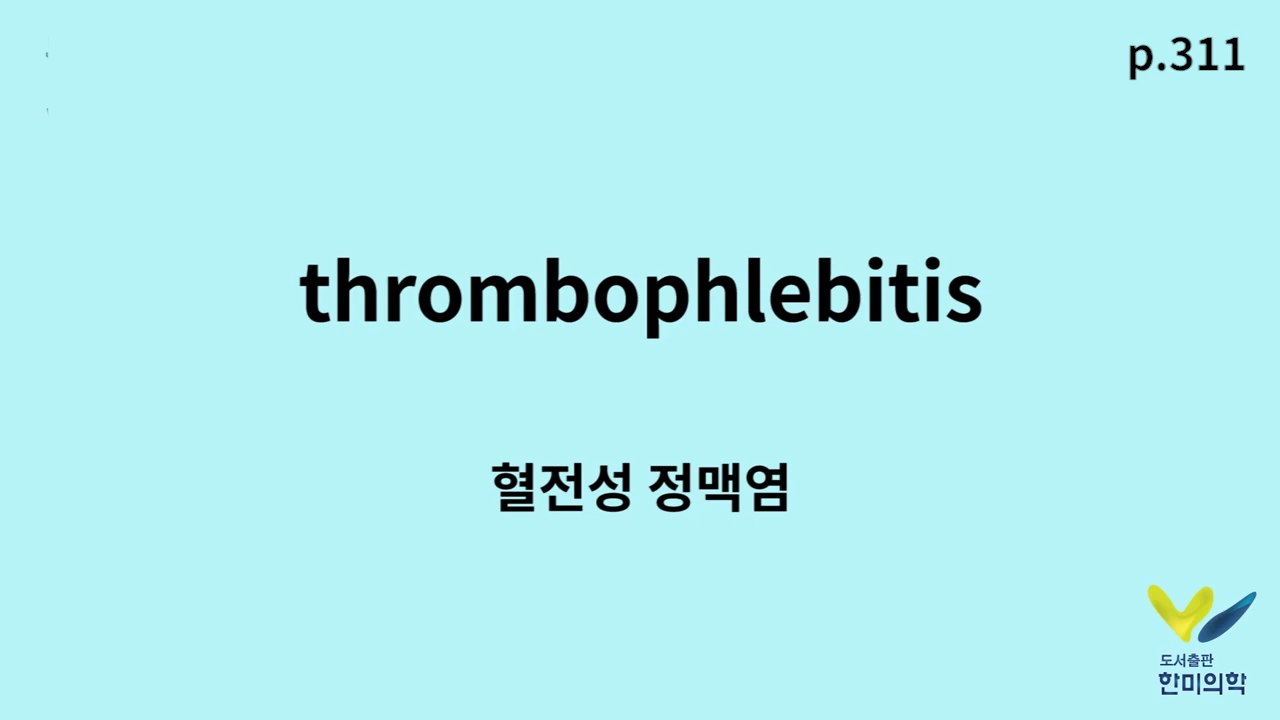 p.311
thrombophlebitis
혈전성 정맥염
도서출판
한미의학